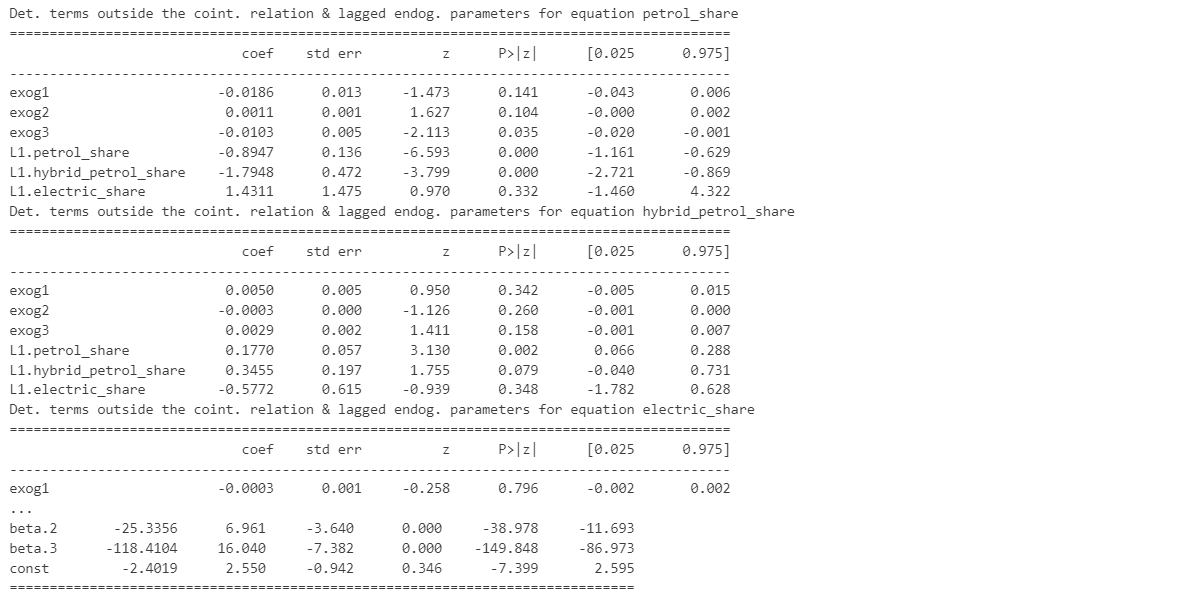 Det. terms outside the coint. relation & lagged endog. parameters for equation petrol_share
==========================================================================================
                             coef    std err          z      P>|z|      [0.025      0.975]
------------------------------------------------------------------------------------------
exog1                     -0.0186      0.013     -1.473      0.141      -0.043       0.006
exog2                      0.0011      0.001      1.627      0.104      -0.000       0.002
exog3                     -0.0103      0.005     -2.113      0.035      -0.020      -0.001
L1.petrol_share           -0.8947      0.136     -6.593      0.000      -1.161      -0.629
L1.hybrid_petrol_share    -1.7948      0.472     -3.799      0.000      -2.721      -0.869
L1.electric_share          1.4311      1.475      0.970      0.332      -1.460       4.322
Det. terms outside the coint. relation & lagged endog. parameters for equation hybrid_petrol_share
==========================================================================================
                             coef    std err          z      P>|z|      [0.025      0.975]
------------------------------------------------------------------------------------------
exog1                      0.0050      0.005      0.950      0.342      -0.005       0.015
exog2                     -0.0003      0.000     -1.126      0.260      -0.001       0.000
exog3                      0.0029      0.002      1.411      0.158      -0.001       0.007
L1.petrol_share            0.1770      0.057      3.130      0.002       0.066       0.288
L1.hybrid_petrol_share     0.3455      0.197      1.755      0.079      -0.040       0.731
L1.electric_share         -0.5772      0.615     -0.939      0.348      -1.782       0.628
Det. terms outside the coint. relation & lagged endog. parameters for equation electric_share
==========================================================================================
                             coef    std err          z      P>|z|      [0.025      0.975]
------------------------------------------------------------------------------------------
exog1                     -0.0003      0.001     -0.258      0.796      -0.002       0.002
...
beta.2       -25.3356      6.961     -3.640      0.000     -38.978     -11.693
beta.3      -118.4104     16.040     -7.382      0.000    -149.848     -86.973
const         -2.4019      2.550     -0.942      0.346      -7.399       2.595
==============================================================================